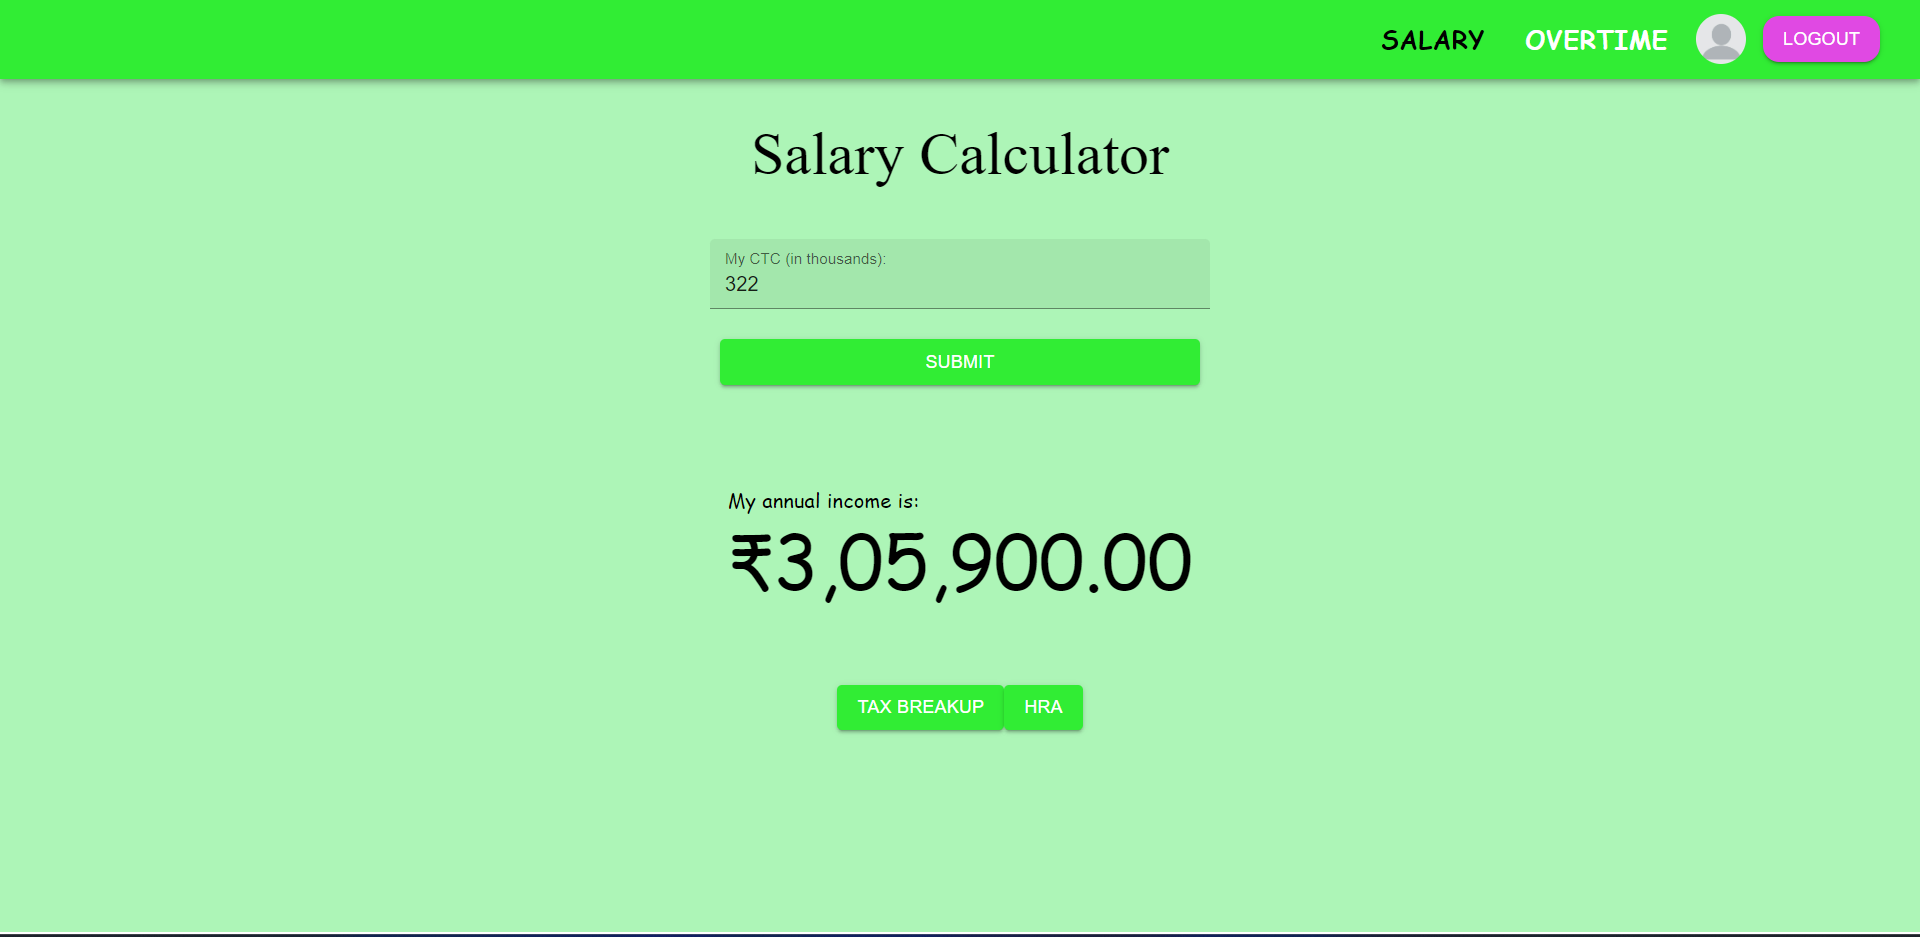 SALARY OVERTIME LOGOUT
Salary Calculator
My CTC (in thousands):
322
SUBMIT
My annual income is:
₹3,05,900.00
TAX BREAKUP HRA